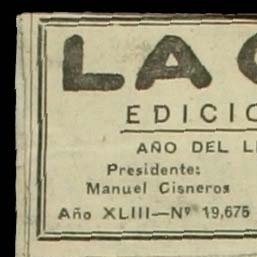 LA
EDICIO
AÑO DEL L
Presidente:
Manuel Cisneros
Año XLIII—Nº 19,675